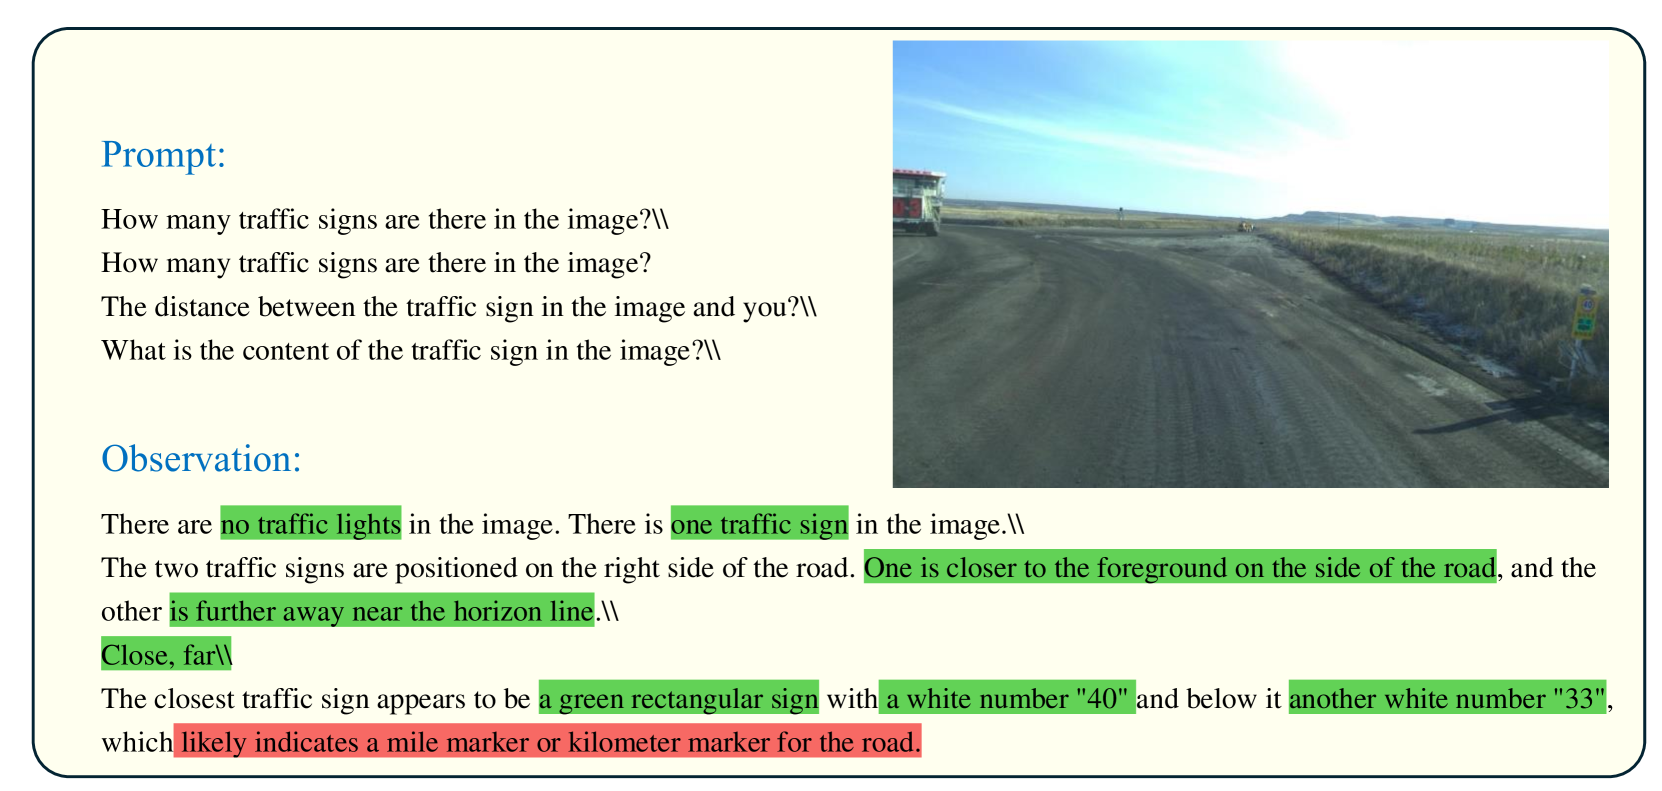 Prompt:
How many traffic signs are there in the image?\\
How many traffic signs are there in the image?
The distance between the traffic sign in the image and you?\\
What is the content of the traffic sign in the image?\\
Observation:
There are no traffic lights in the image. There is one traffic sign in the image.\\
The two traffic signs are positioned on the right side of the road. One is closer to the foreground on the side of the road, and the
other is further away near the horizon line.\\
Close, far\\
The closest traffic sign appears to be a green rectangular sign with a white number "40" and below it another white number "33",
which likely indicates a mile marker or kilometer marker for the road.